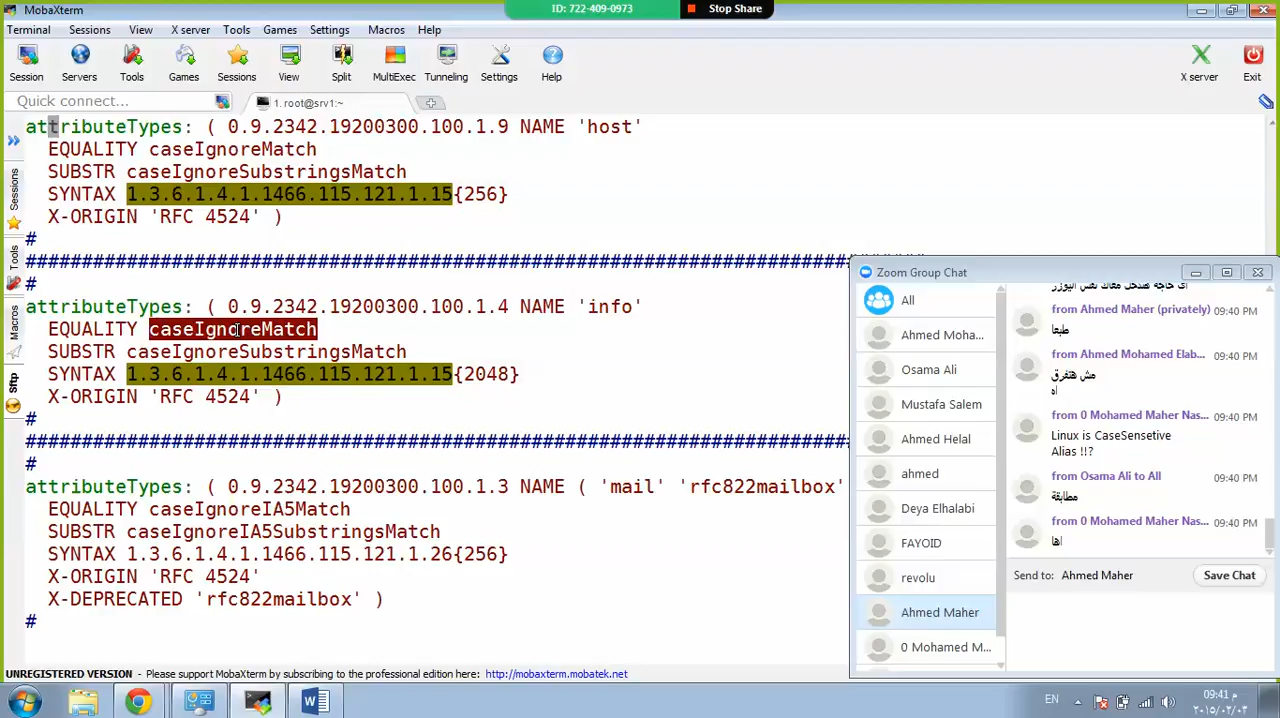 MobaXterm
ID: 722-409-0973
Stop Share
Terminal Sessions View X server Tools Games Settings Macros Help
Session Servers Tools Games Sessions View Split MultiExec Tunneling Settings Help X server Exit
Quick connect...
1. root@srv1:~
Sessions
Tools
Macros
Sftp
attributeTypes: ( 0.9.2342.19200300.100.1.9 NAME 'host'
EQUALITY caseIgnoreMatch
SUBSTR caseIgnoreSubstringsMatch
SYNTAX 1.3.6.1.4.1.1466.115.121.1.15{256}
X-ORIGIN 'RFC 4524' )
#
##########################################################################
#
attributeTypes: ( 0.9.2342.19200300.100.1.4 NAME 'info'
EQUALITY caseIgnoreMatch
SUBSTR caseIgnoreSubstringsMatch
SYNTAX 1.3.6.1.4.1.1466.115.121.1.15{2048}
X-ORIGIN 'RFC 4524' )
#
##########################################################################
#
attributeTypes: ( 0.9.2342.19200300.100.1.3 NAME ( 'mail' 'rfc822mailbox'
EQUALITY caseIgnoreIA5Match
SUBSTR caseIgnoreIA5SubstringsMatch
SYNTAX 1.3.6.1.4.1.1466.115.121.1.26{256}
X-ORIGIN 'RFC 4524'
X-DEPRECATED 'rfc822mailbox' )
#
Zoom Group Chat
All
Ahmed Moha...
Osama Ali
Mustafa Salem
Ahmed Helal
ahmed
Deya Elhalabi
FAYOID
revolu
Ahmed Maher
0 Mohamed M...
from Ahmed Maher (privately) 09:40 PM
طبعا
from Ahmed Mohamed Elab... 09:40 PM
مش هتفرق
اه
from 0 Mohamed Maher Nas... 09:40 PM
Linux is CaseSensetive
Alias !!?
from Osama Ali to All 09:40 PM
مطابقة
from 0 Mohamed Maher Nas... 09:40 PM
اها
Send to: Ahmed Maher
Save Chat
UNREGISTERED VERSION - Please support MobaXterm by subscribing to the professional edition here: http://mobaxterm.mobatek.net
EN
09:41 م
٢٠١٥/٠٢/٠٣